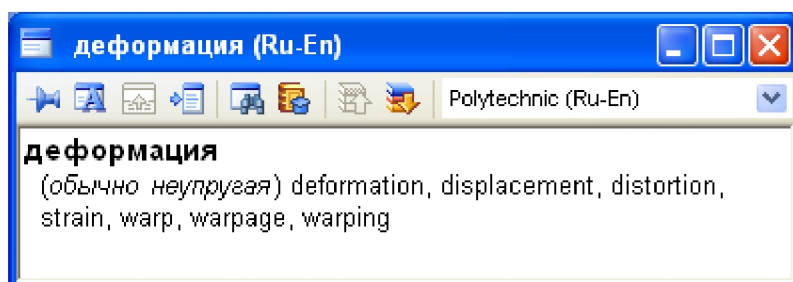 деформация (Ru-En)
Polytechnic (Ru-En)
деформация
(обычно неупругая) deformation, displacement, distortion,
strain, warp, warpage, warping